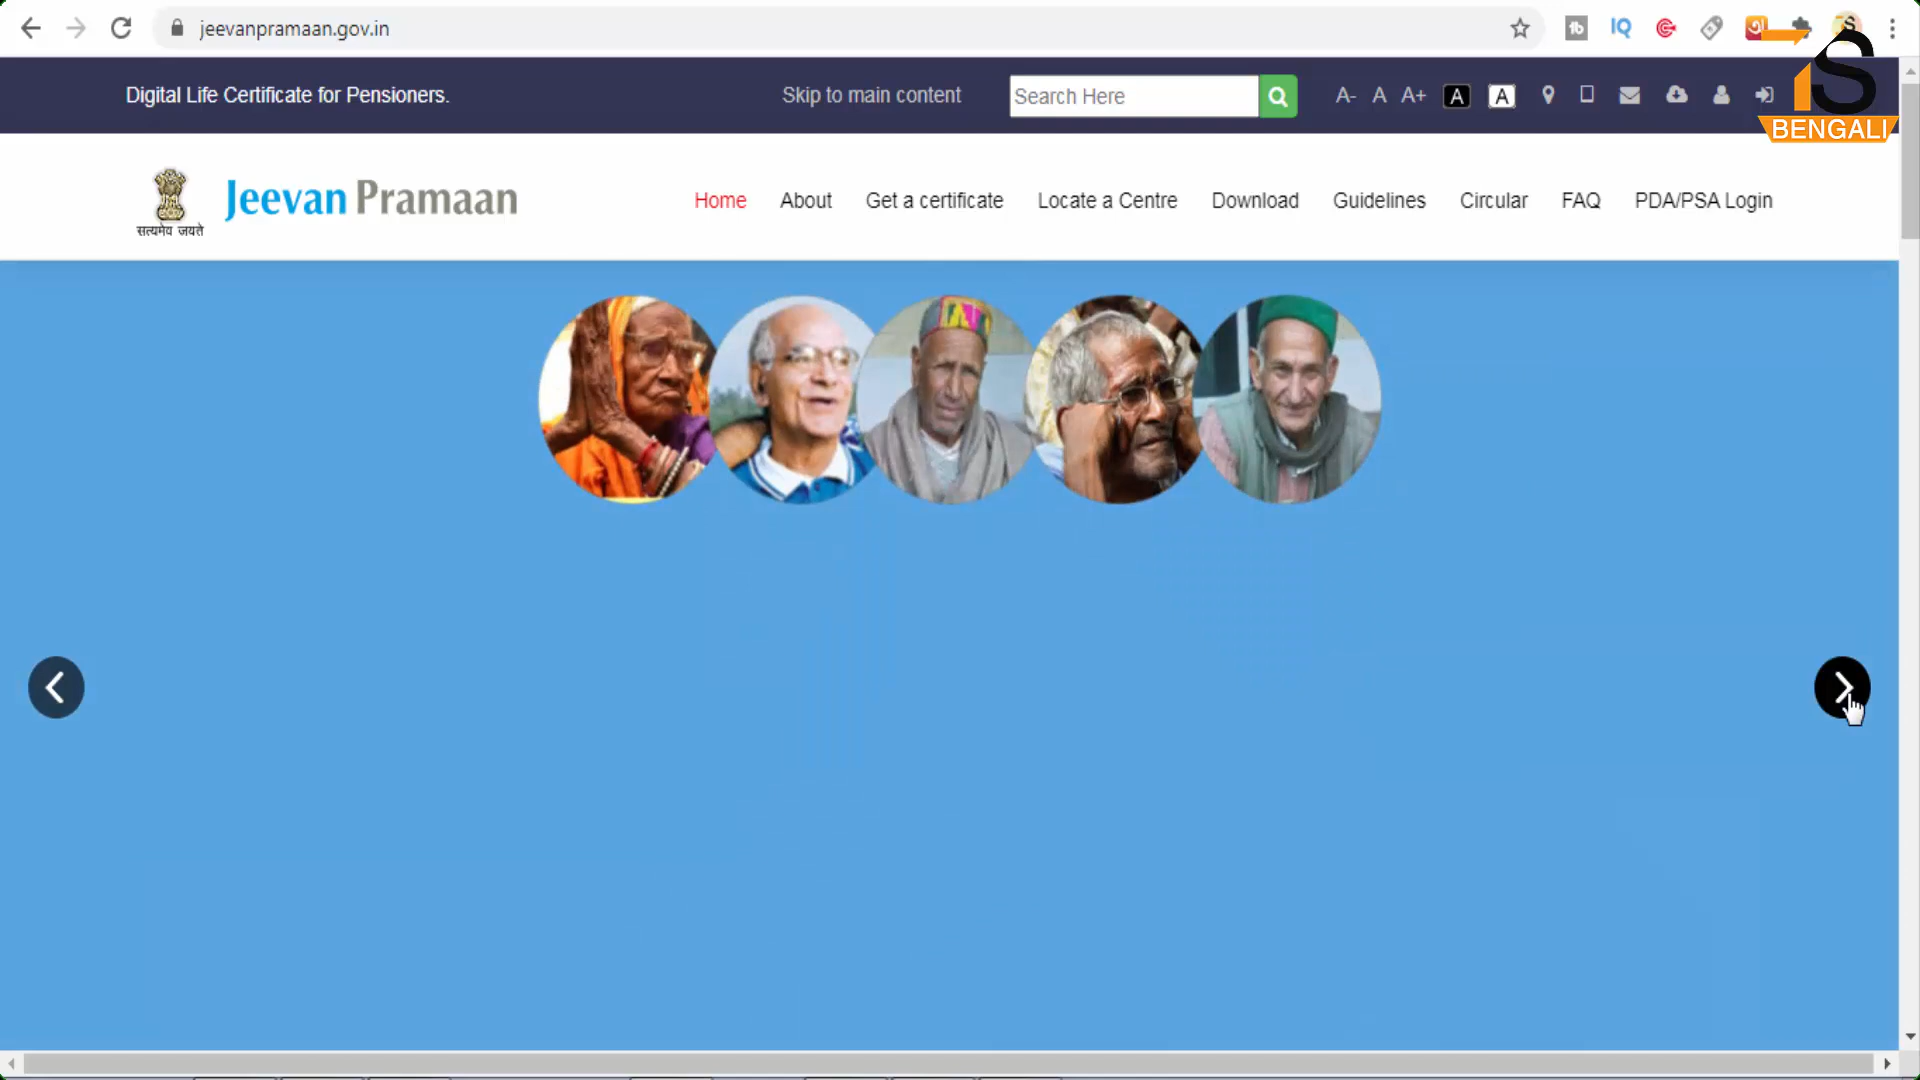 jeevanpramaan.gov.in
Digital Life Certificate for Pensioners.
Skip to main content
Search Here
A- A A+ A A
S
BENGALI
सत्यमेव जयते
Jeevan Pramaan
Home About Get a certificate Locate a Centre Download Guidelines Circular FAQ PDA/PSA Login